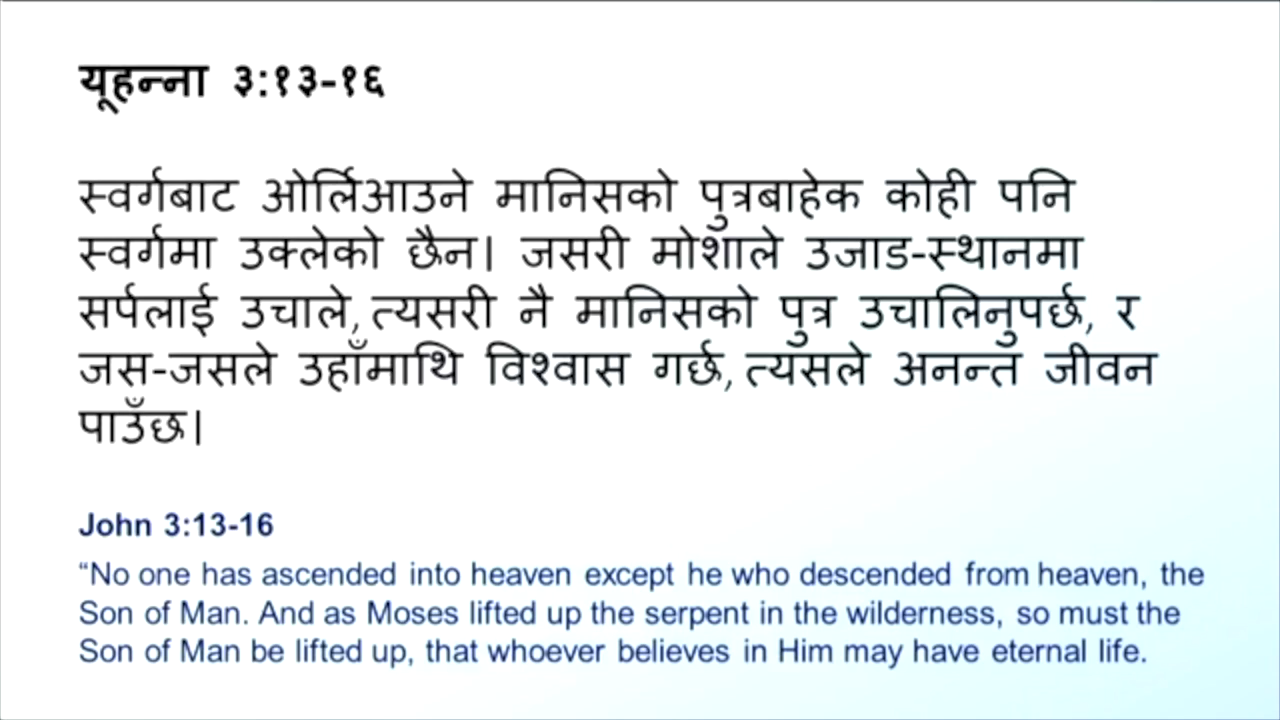 यूहन्ना ३:१३-१६
स्वर्गबाट ओर्लिआउने मानिसको पुत्रबाहेक कोही पनि
स्वर्गमा उक्लेको छैन। जसरी मोशाले उजाड-स्थानमा
सर्पलाई उचाले, त्यसरी नै मानिसको पुत्र उचालिनुपर्छ, र
जस-जसले उहाँमाथि विश्वास गर्छ, त्यसले अनन्त जीवन
पाउँछ।
John 3:13-16
“No one has ascended into heaven except he who descended from heaven, the
Son of Man. And as Moses lifted up the serpent in the wilderness, so must the
Son of Man be lifted up, that whoever believes in Him may have eternal life.